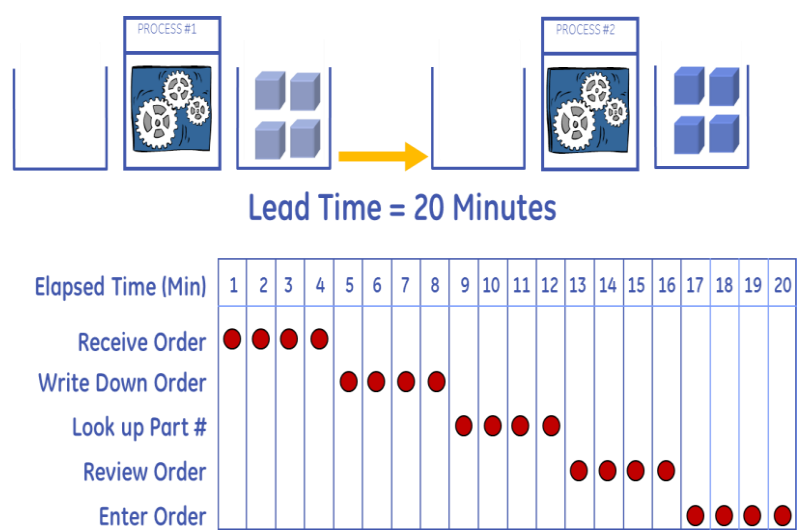 PROCESS #1
PROCESS #2
Lead Time = 20 Minutes
Elapsed Time (Min) 1 2 3 4 5 6 7 8 9 10 11 12 13 14 15 16 17 18 19 20
Receive Order
Write Down Order
Look up Part #
Review Order
Enter Order